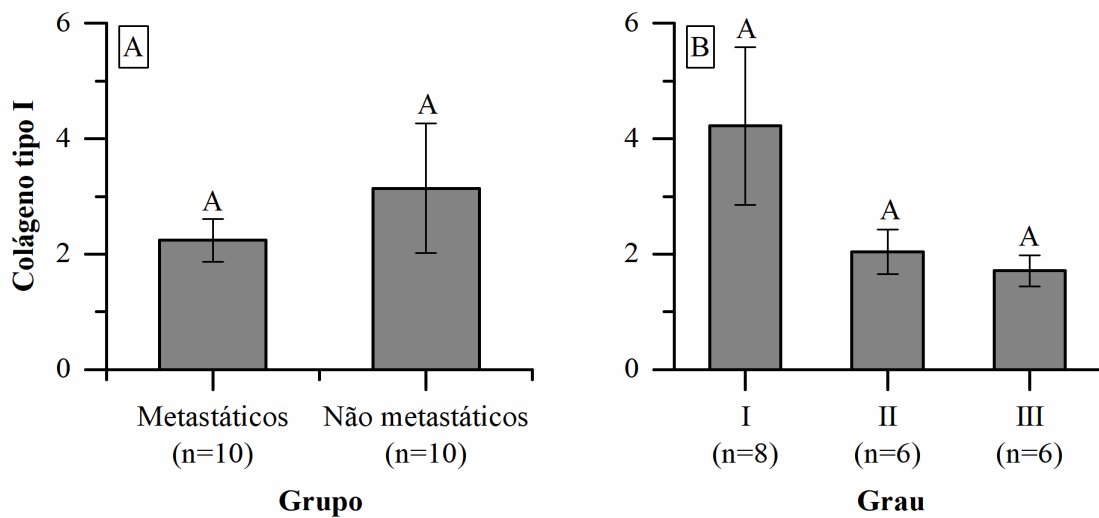 A
Colágeno tipo I
6
4
2
0
A
A
Metastáticos
(n=10)
Não metastáticos
(n=10)
Grupo
B
6
4
2
0
A
A
A
I
(n=8)
II
(n=6)
III
(n=6)
Grau